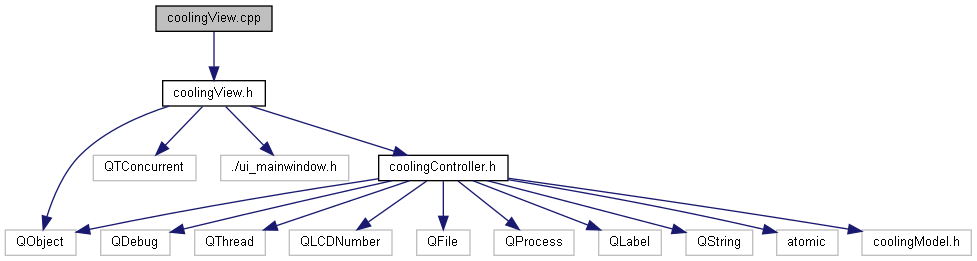 coolingView.cpp
coolingView.h
QTConcurrent
./ui_mainwindow.h
coolingController.h
QObject
QDebug
QThread
QLCDNumber
QFile
QProcess
QLabel
QString
atomic
coolingModel.h